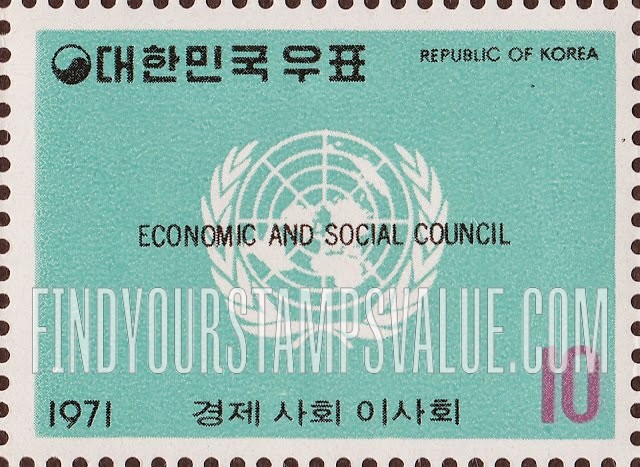 대한민국우표
REPUBLIC OF KOREA
ECONOMIC AND SOCIAL COUNCIL
FINDYOURSTAMPSVALUE.COM
10
1971 경제 사회 이사회